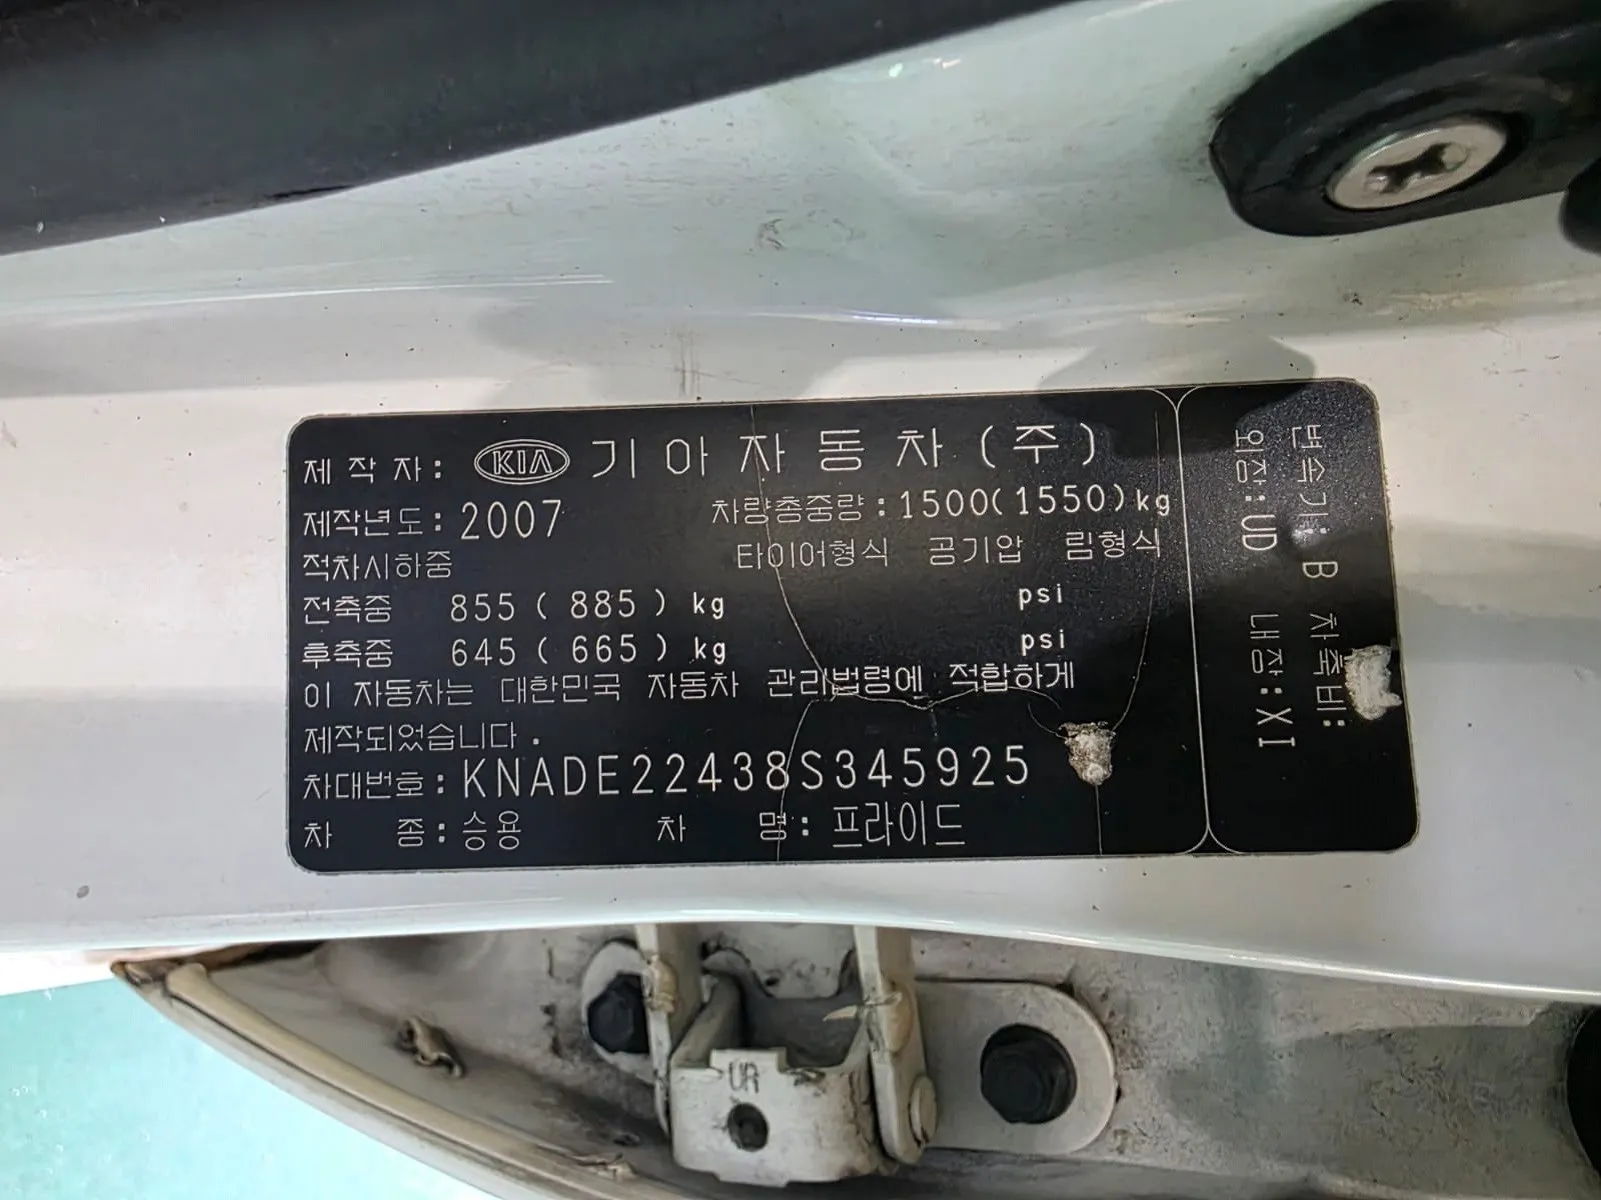 제 작 자 : KIA 기 아 자 동 차 ( 주 )
제작년도 : 2007 차량총중량 : 1500(1550)kg
적차시하중 타이어형식 공기압 림형식
전축중 855 ( 885 ) kg psi
후축중 645 ( 665 ) kg psi
이 자동차는 대한민국 자동차 관리법령에 적합하게
제작되었습니다 .
차대번호 : KNADE22438S345925
차 종 : 승용 차 명 : 프라이드
변속기 : B 차축비 :
외장 : UD 내장 : XI
UR